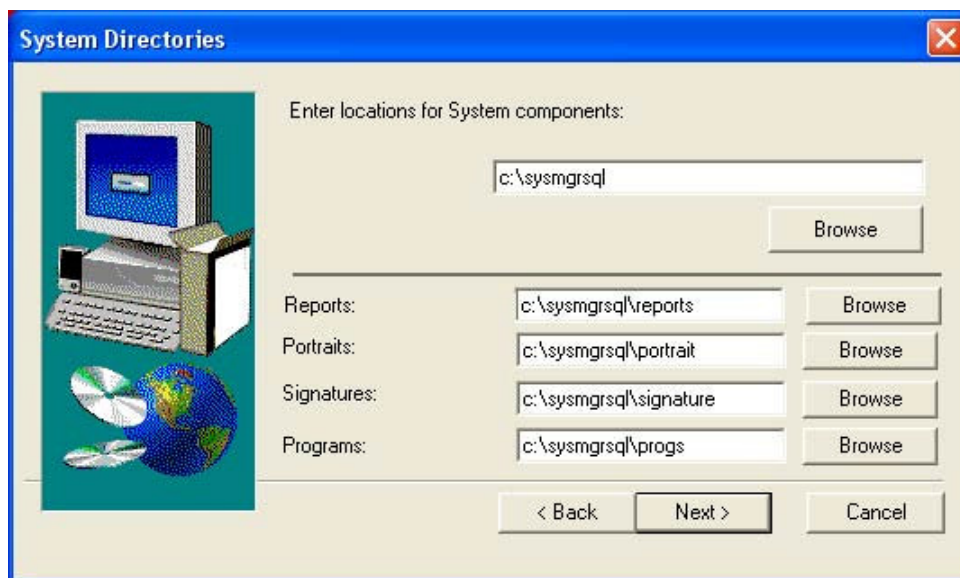 System Directories
Enter locations for System components:
c:\sysmgrsql
Browse
Reports: c:\sysmgrsql\reports Browse
Portraits: c:\sysmgrsql\portrait Browse
Signatures: c:\sysmgrsql\signature Browse
Programs: c:\sysmgrsql\progs Browse
< Back Next > Cancel